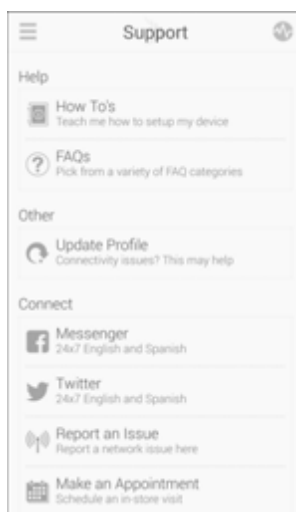 Support
Help
How To's
Teach me how to setup my device
FAQs
Pick from a variety of FAQ categories
Other
Update Profile
Connectivity issues? This may help
Connect
Messenger
24x7 English and Spanish
Twitter
24x7 English and Spanish
Report an Issue
Report a network issue here
Make an Appointment
Schedule an in-store visit